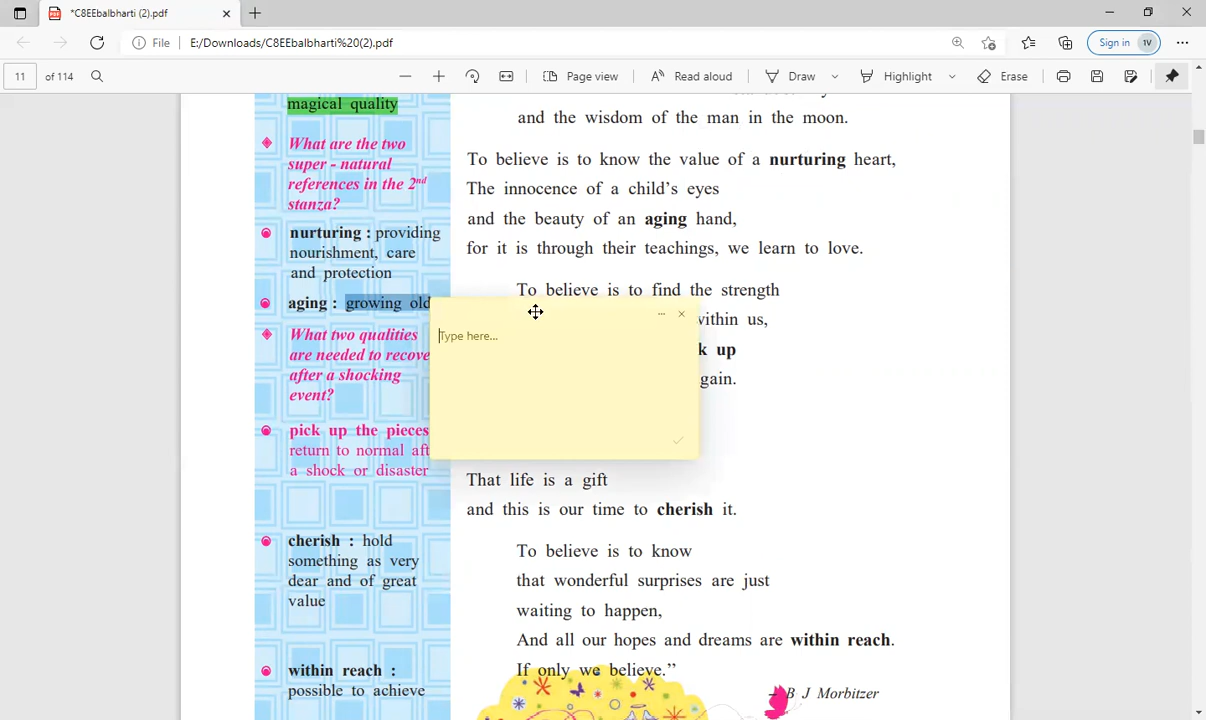 *C8EEbalbharti (2).pdf
File E:/Downloads/C8EEbalbharti%20(2).pdf
Sign in 1V
11 of 114
Page view
Read aloud
Draw
Highlight
Erase
magical quality
What are the two
super - natural
references in the 2nd
stanza?
nurturing : providing
nourishment, care
and protection
aging : growing old
What two qualities
are needed to recove
after a shocking
event?
pick up the pieces
return to normal aft
a shock or disaster
cherish : hold
something as very
dear and of great
value
within reach :
possible to achieve
and the wisdom of the man in the moon.
To believe is to know the value of a nurturing heart,
The innocence of a child's eyes
and the beauty of an aging hand,
for it is through their teachings, we learn to love.
To believe is to find the strength
within us,
k up
gain.
Type here...
That life is a gift
and this is our time to cherish it.
To believe is to know
that wonderful surprises are just
waiting to happen,
And all our hopes and dreams are within reach.
If only we believe.”
– B J Morbitzer